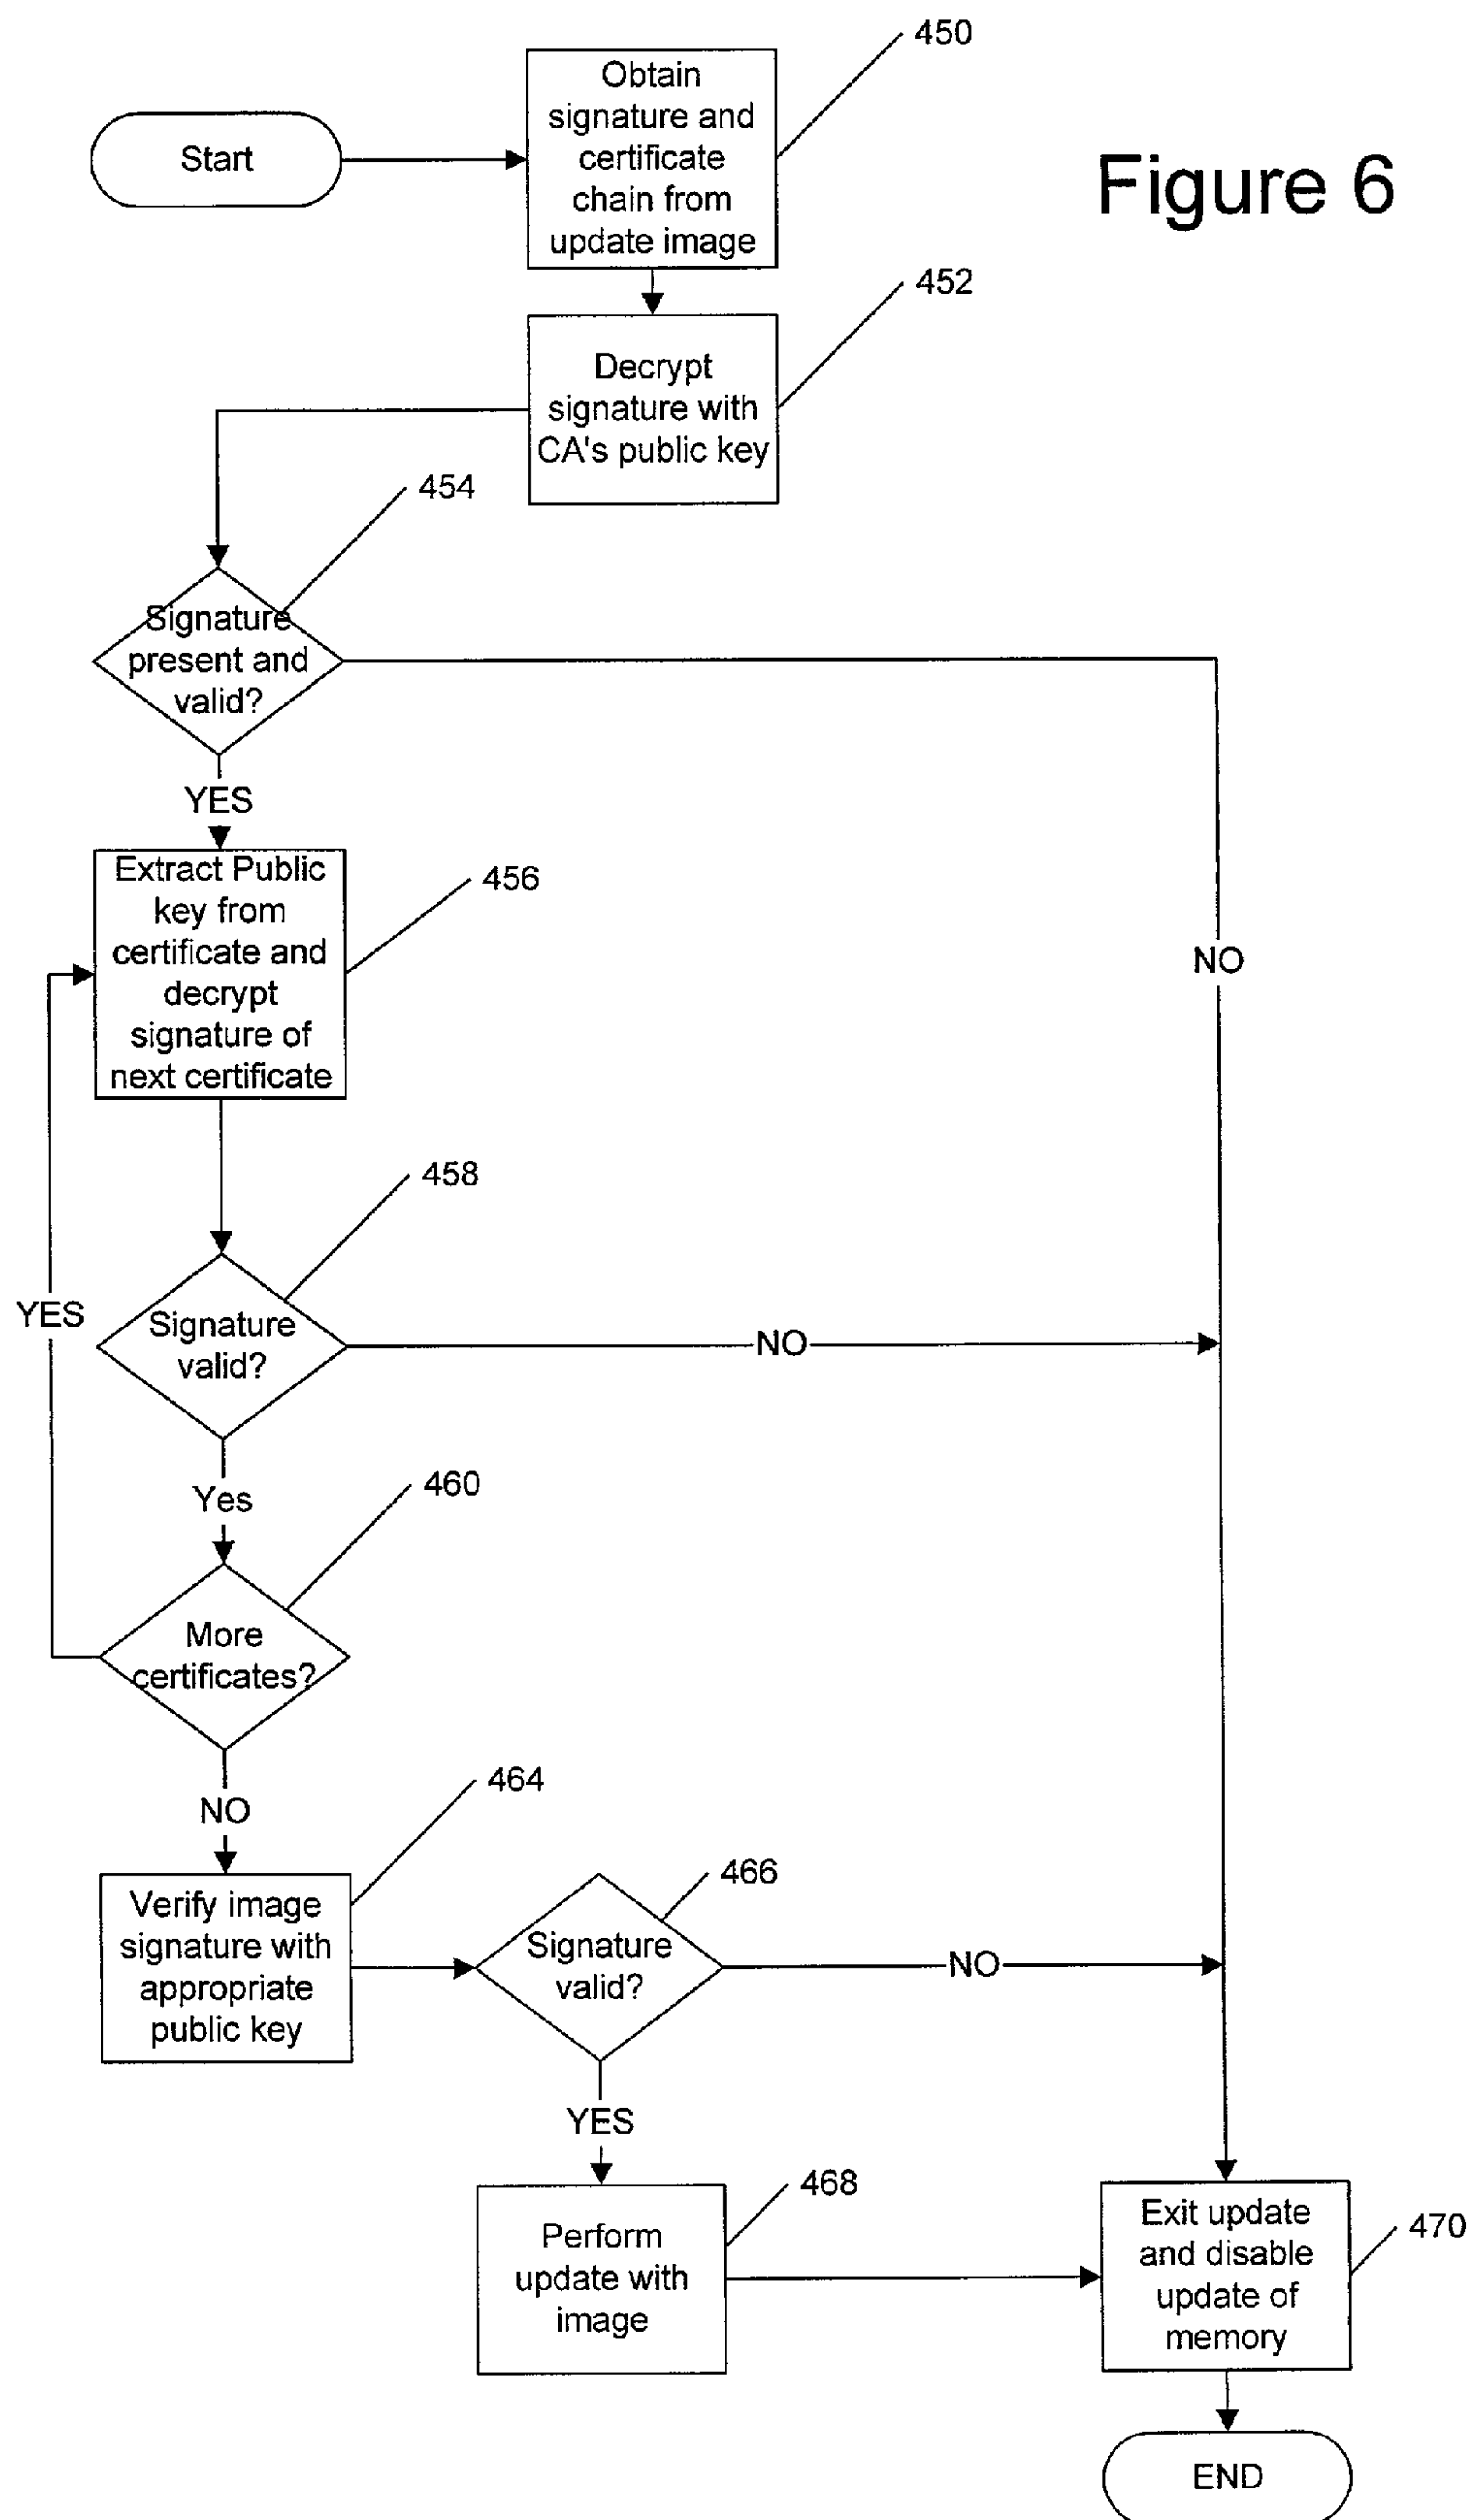 450
Obtain
signature and
certificate
chain from
update image
Start
Figure 6
452
Decrypt
signature with
CA's public key
454
Signature
present and
valid?
YES
Extract Public
key from
certificate and
decrypt
signature of
next certificate
456
NO
458
YES
Signature
valid?
NO
Yes
460
More
certificates?
NO
464
Verify image
signature with
appropriate
public key
466
Signature
valid?
NO
YES
468
Perform
update with
image
Exit update
and disable
update of
memory
470
END